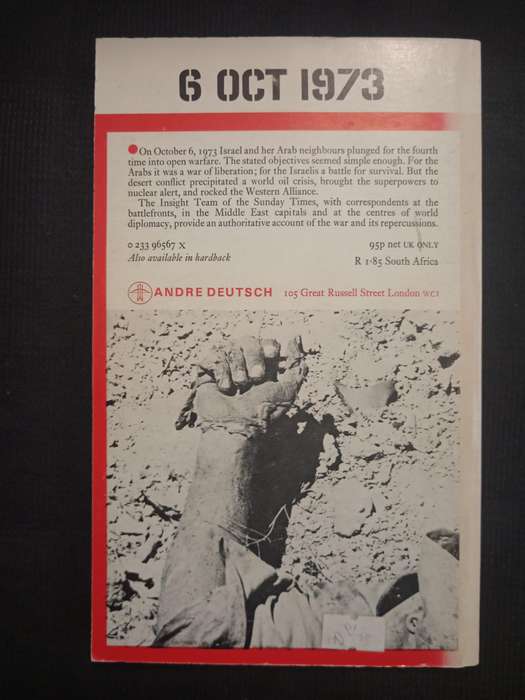 6 OCT 1973
On October 6, 1973 Israel and her Arab neighbours plunged for the fourth
time into open warfare. The stated objectives seemed simple enough. For the
Arabs it was a war of liberation; for the Israelis a battle for survival. But the
desert conflict precipitated a world oil crisis, brought the superpowers to
nuclear alert, and rocked the Western Alliance.
The Insight Team of the Sunday Times, with correspondents at the
battlefronts, in the Middle East capitals and at the centres of world
diplomacy, provide an authoritative account of the war and its repercussions.
0 233 96567 X 95p net UK ONLY
Also available in hardback R 1·85 South Africa
ANDRE DEUTSCH 105 Great Russell Street London WC1